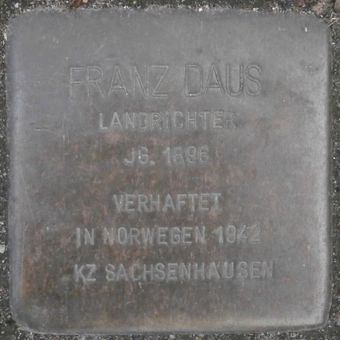 FRANZ DAUS
LANDRICHTER
JG. 1896
VERHAFTET
IN NORWEGEN 1942
KZ SACHSENHAUSEN